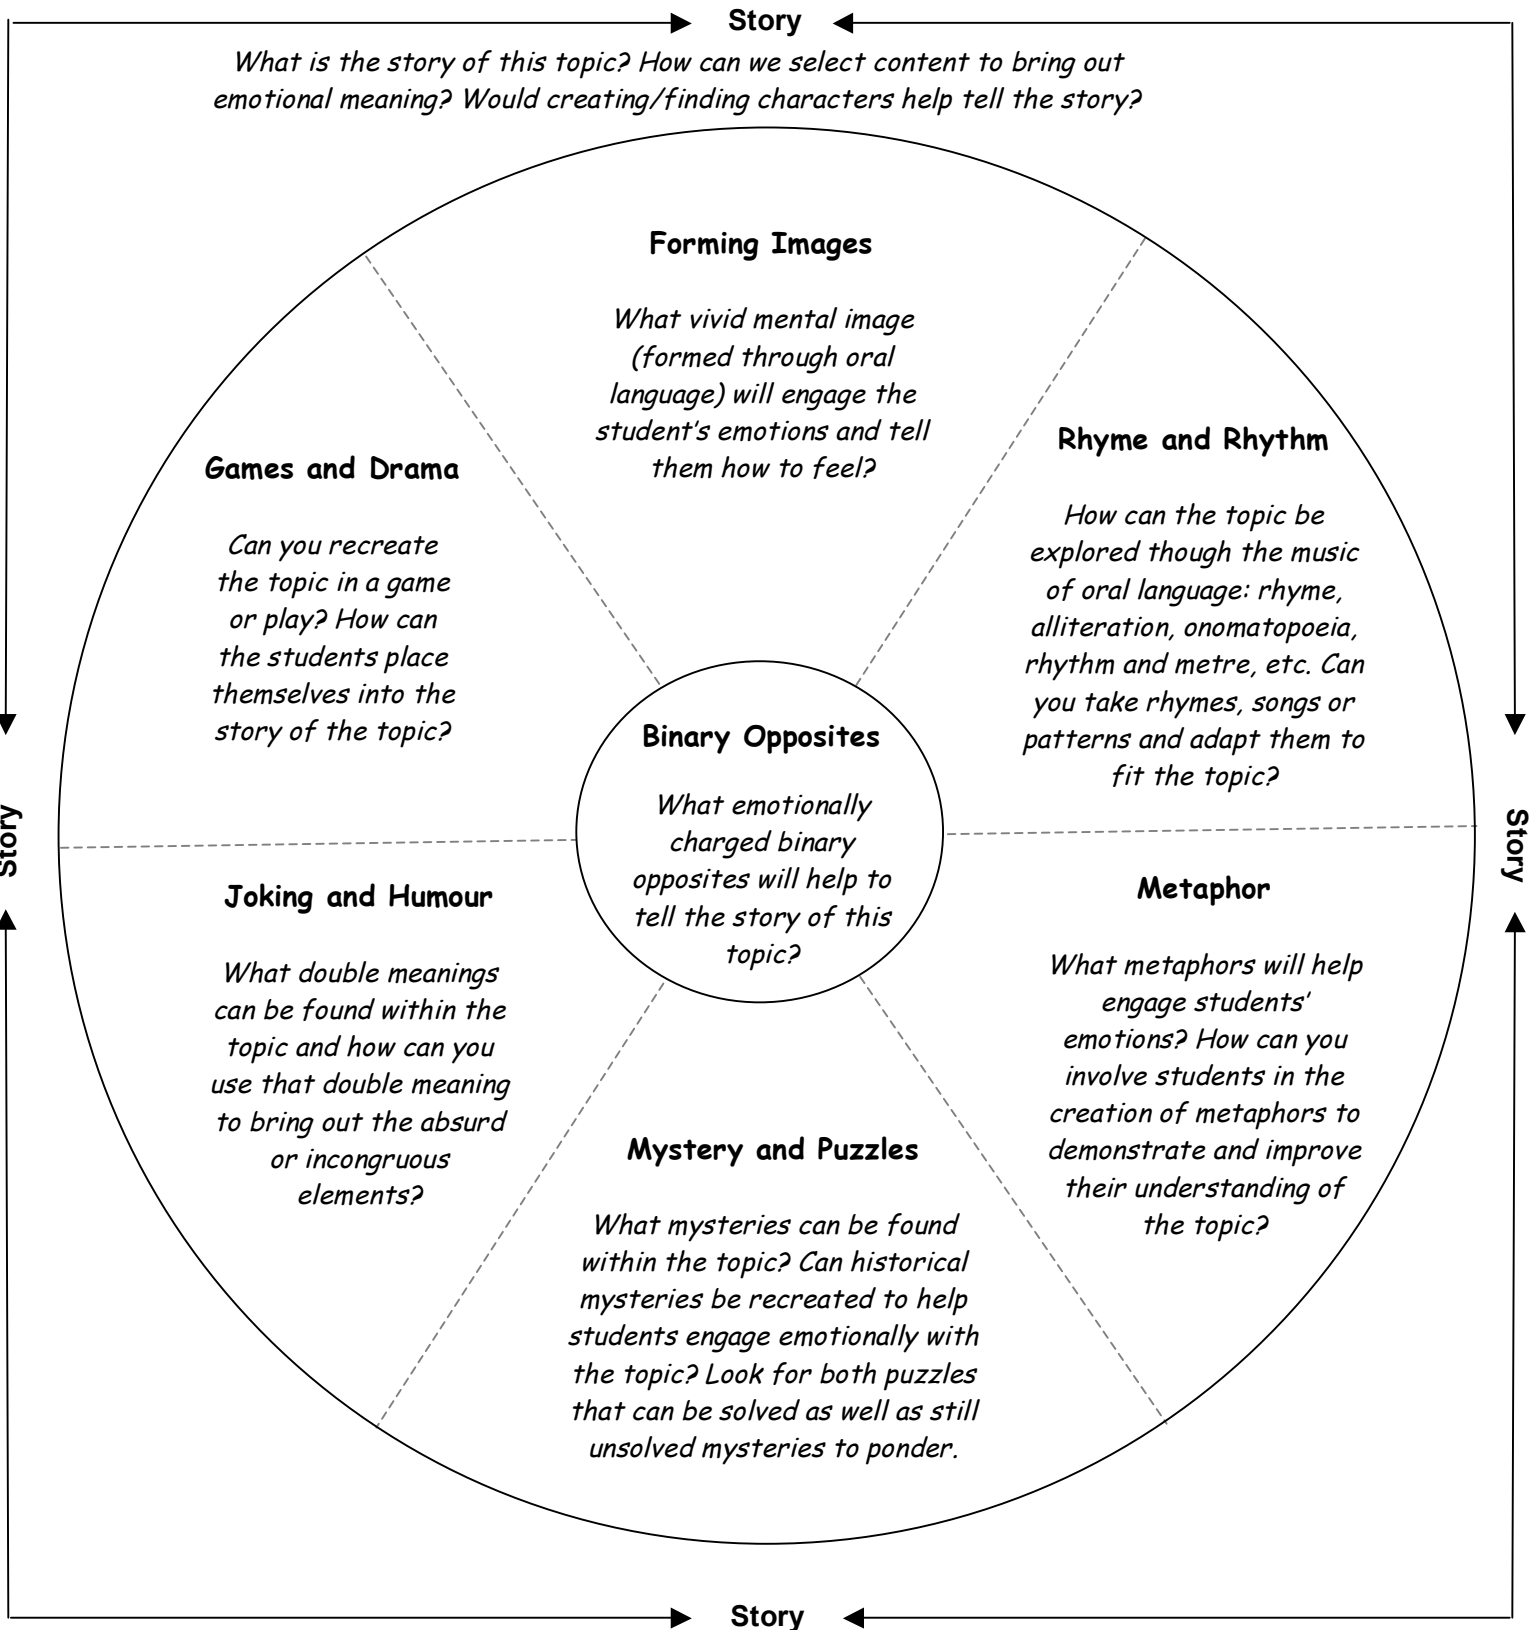 Story
What is the story of this topic? How can we select content to bring out
emotional meaning? Would creating/finding characters help tell the story?
Forming Images
What vivid mental image
(formed through oral
language) will engage the
student's emotions and tell
them how to feel?
Games and Drama
Can you recreate
the topic in a game
or play? How can
the students place
themselves into the
story of the topic?
Rhyme and Rhythm
How can the topic be
explored though the music
of oral language: rhyme,
alliteration, onomatopoeia,
rhythm and metre, etc. Can
you take rhymes, songs or
patterns and adapt them to
fit the topic?
Binary Opposites
What emotionally
charged binary
opposites will help to
tell the story of this
topic?
Story
Story
Joking and Humour
What double meanings
can be found within the
topic and how can you
use that double meaning
to bring out the absurd
or incongruous
elements?
Metaphor
What metaphors will help
engage students'
emotions? How can you
involve students in the
creation of metaphors to
demonstrate and improve
their understanding of
the topic?
Mystery and Puzzles
What mysteries can be found
within the topic? Can historical
mysteries be recreated to help
students engage emotionally with
the topic? Look for both puzzles
that can be solved as well as still
unsolved mysteries to ponder.
Story